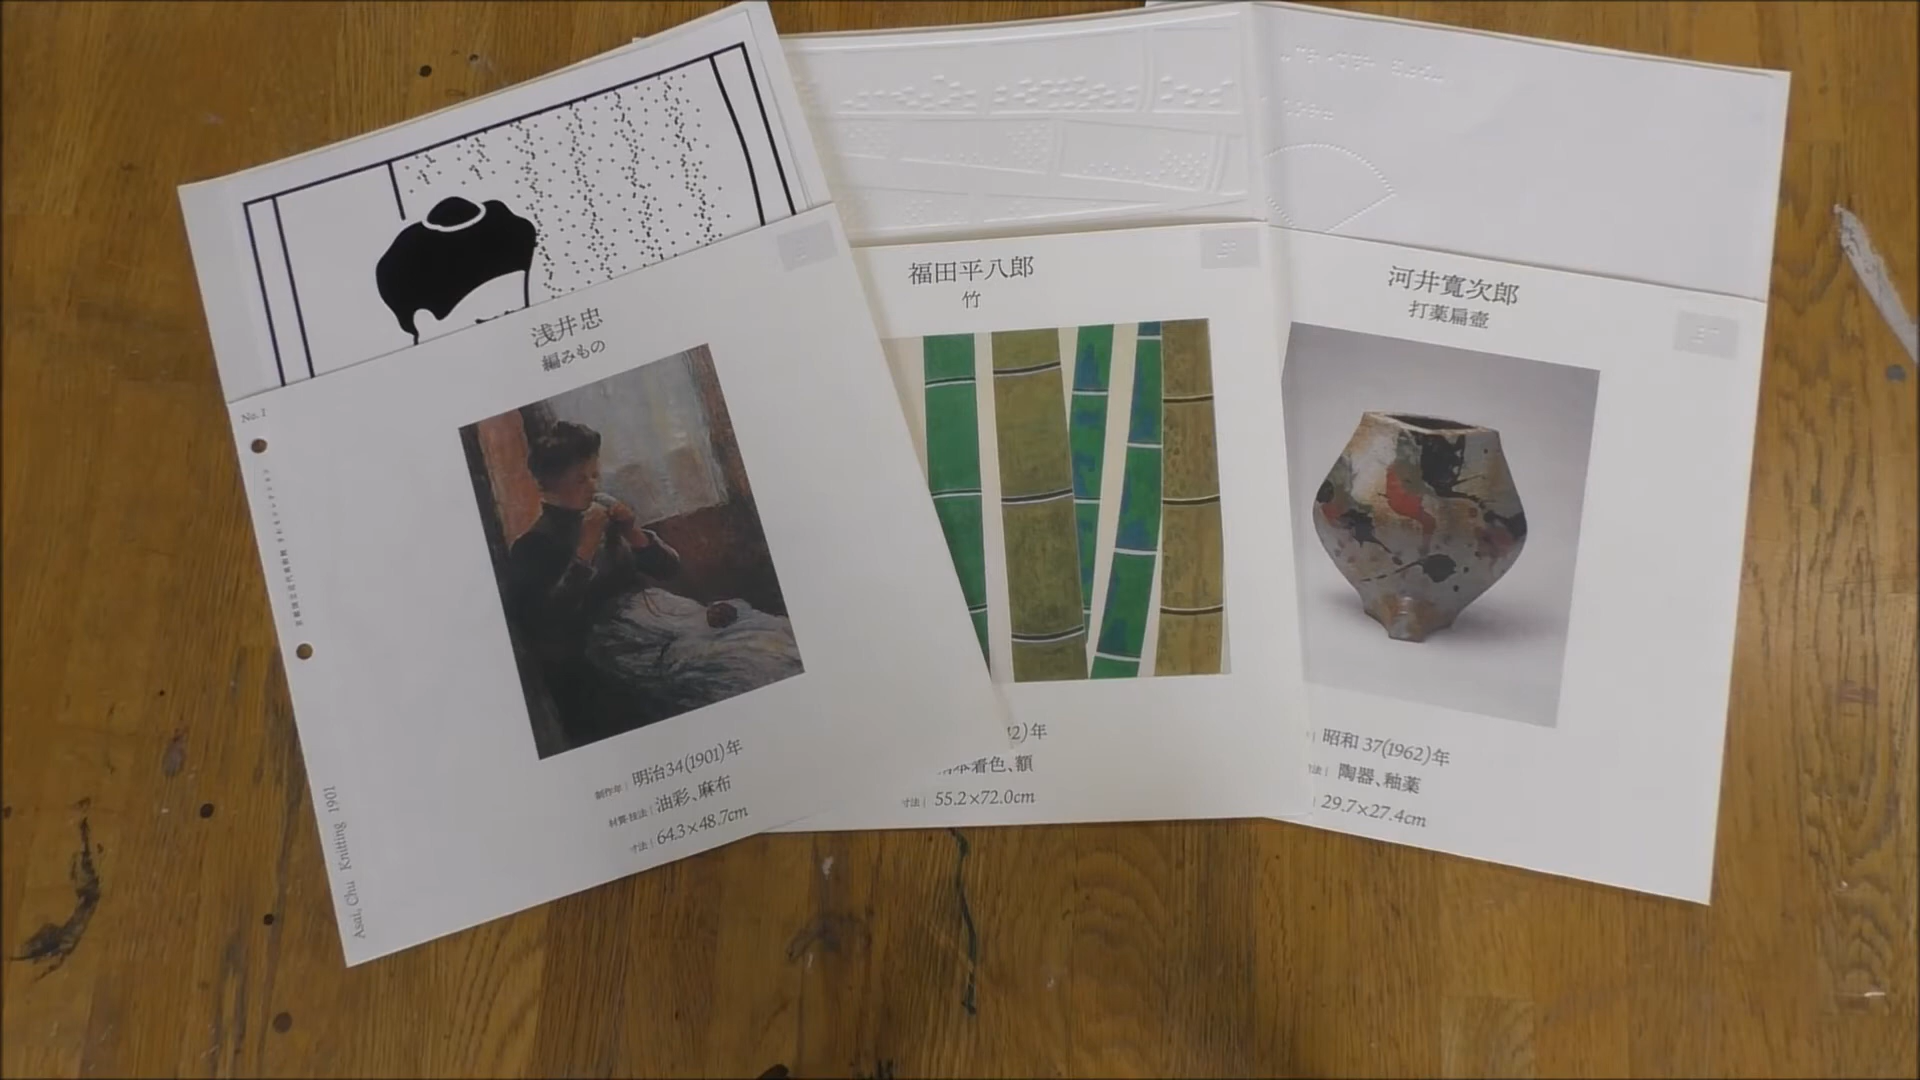 浅井忠
編みもの
No. 1
制作年| 明治34(1901)年
材質・技法| 油彩、麻布
寸法| 64.3×48.7cm
Asai, Chu Knitting 1901
福田平八郎
竹
2)年
着色、額
寸法| 55.2×72.0cm
河井寬次郎
打薬扁壺
昭和 37(1962)年
法| 陶器、釉薬
29.7×27.4cm